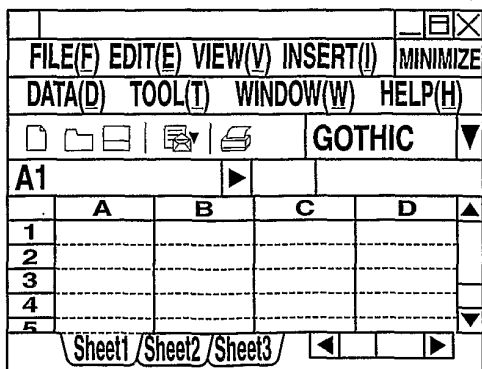 FILE(F) EDIT(E) VIEW(V) INSERT(I) MINIMIZE
DATA(D) TOOL(T) WINDOW(W) HELP(H)
GOTHIC
A1
A B C D
1
2
3
4
5
Sheet1 Sheet2 Sheet3